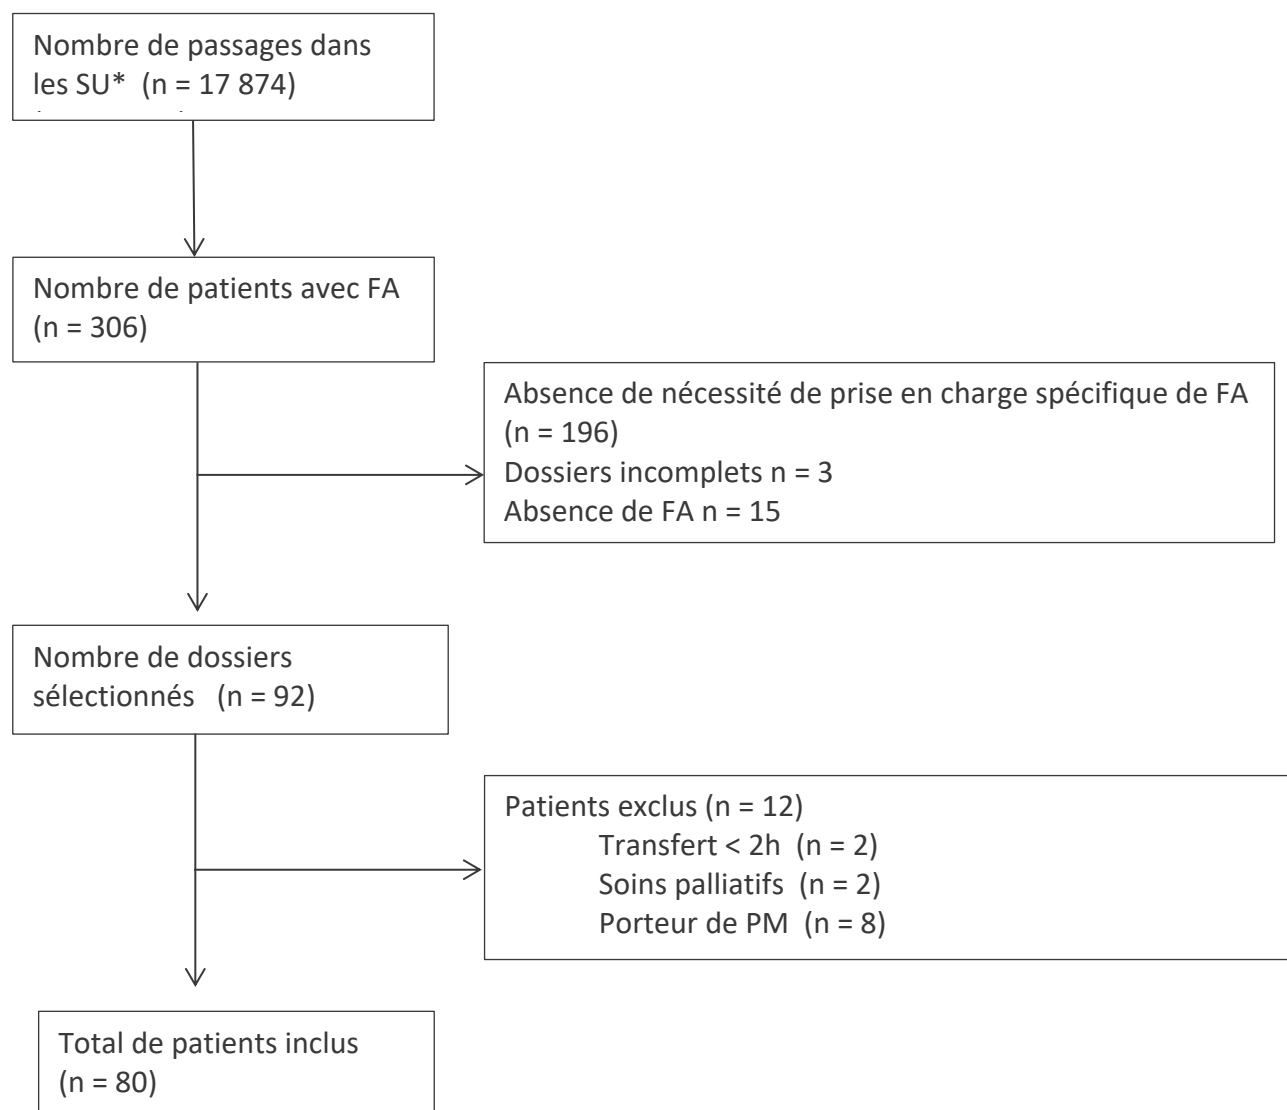 Nombre de passages dans
les SU* (n = 17 874)
Nombre de patients avec FA
(n = 306)
Absence de nécessité de prise en charge spécifique de FA
(n = 196)
Dossiers incomplets n = 3
Absence de FA n = 15
Nombre de dossiers
sélectionnés (n = 92)
Patients exclus (n = 12)
Transfert < 2h (n = 2)
Soins palliatifs (n = 2)
Porteur de PM (n = 8)
Total de patients inclus
(n = 80)